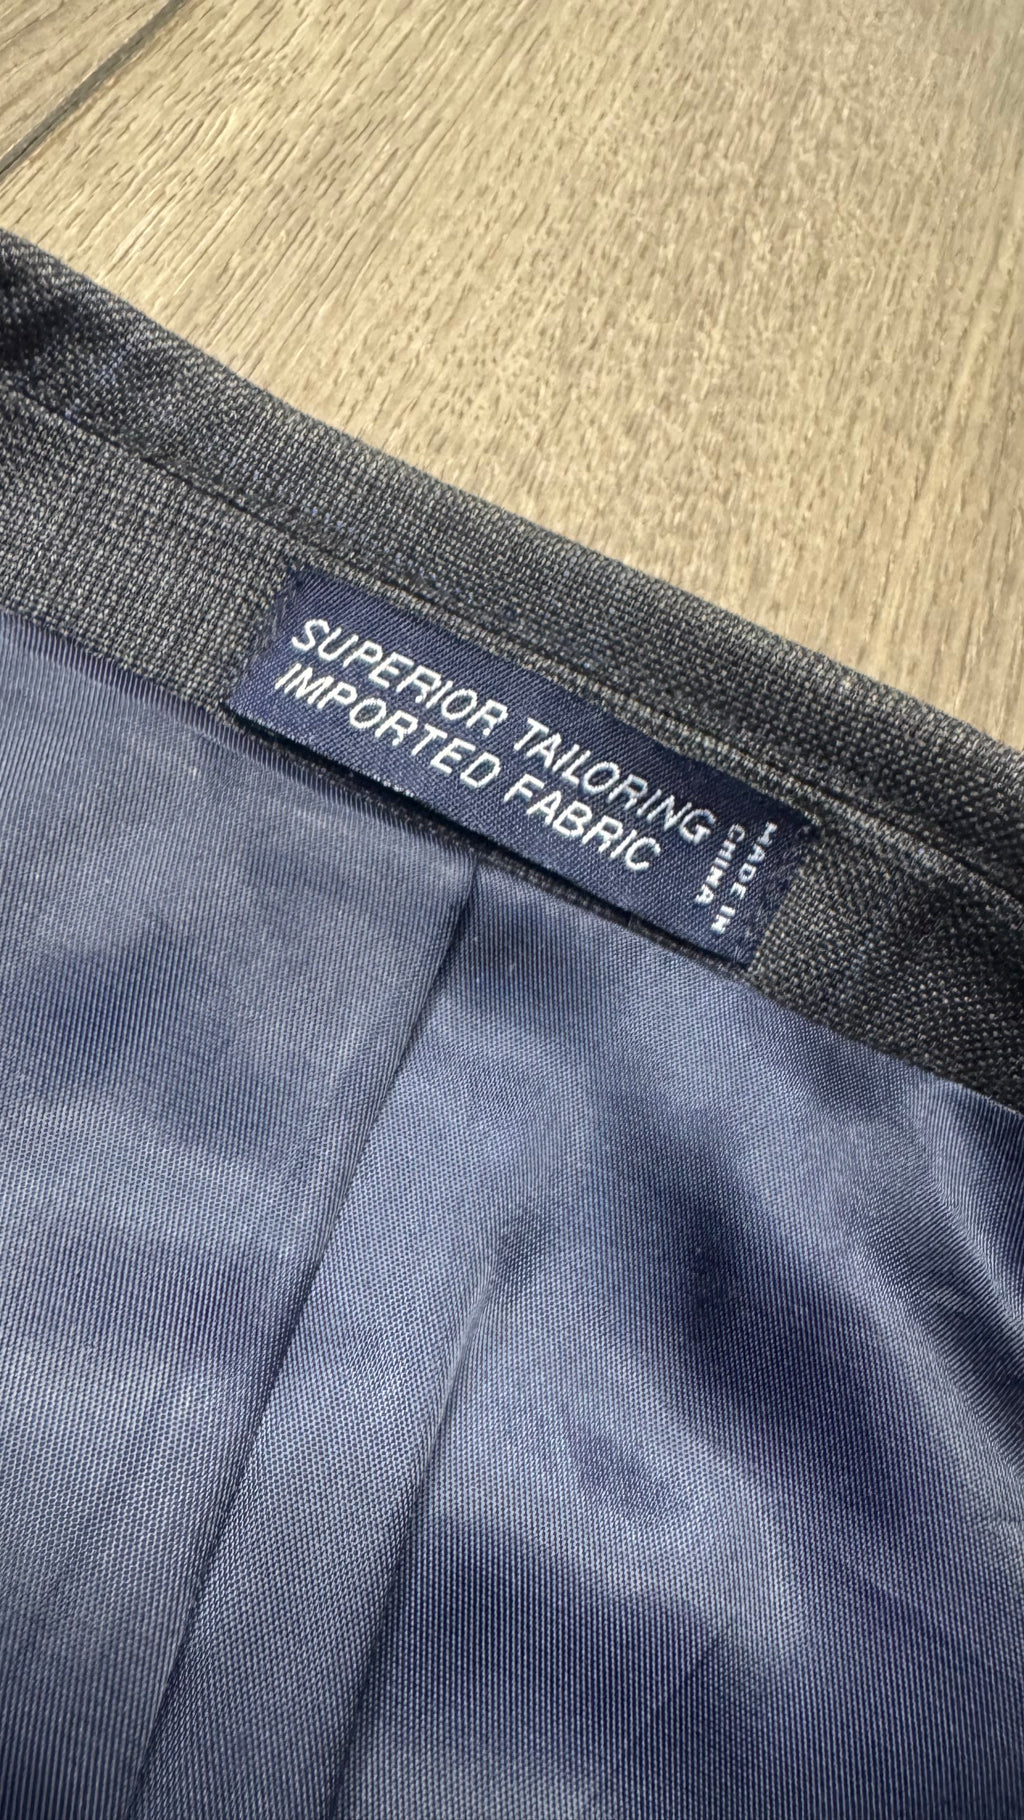 SUPERIOR TAILORING
IMPORTED FABRIC
MADE IN
CHINA